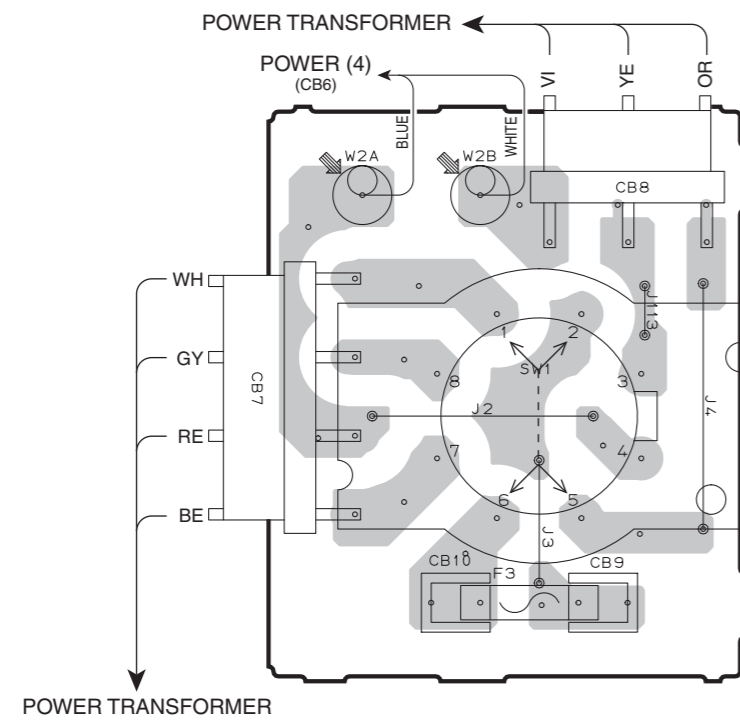 POWER TRANSFORMER
POWER (4)
(CB6)
VI
YE
OR
BLUE
WHITE
W2A
W2B
CB8
WH
GY
RE
BE
CB7
J113
1
2
SW1
8
3
J2
J4
7
4
6
5
J3
CB10
F3
CB9
POWER TRANSFORMER